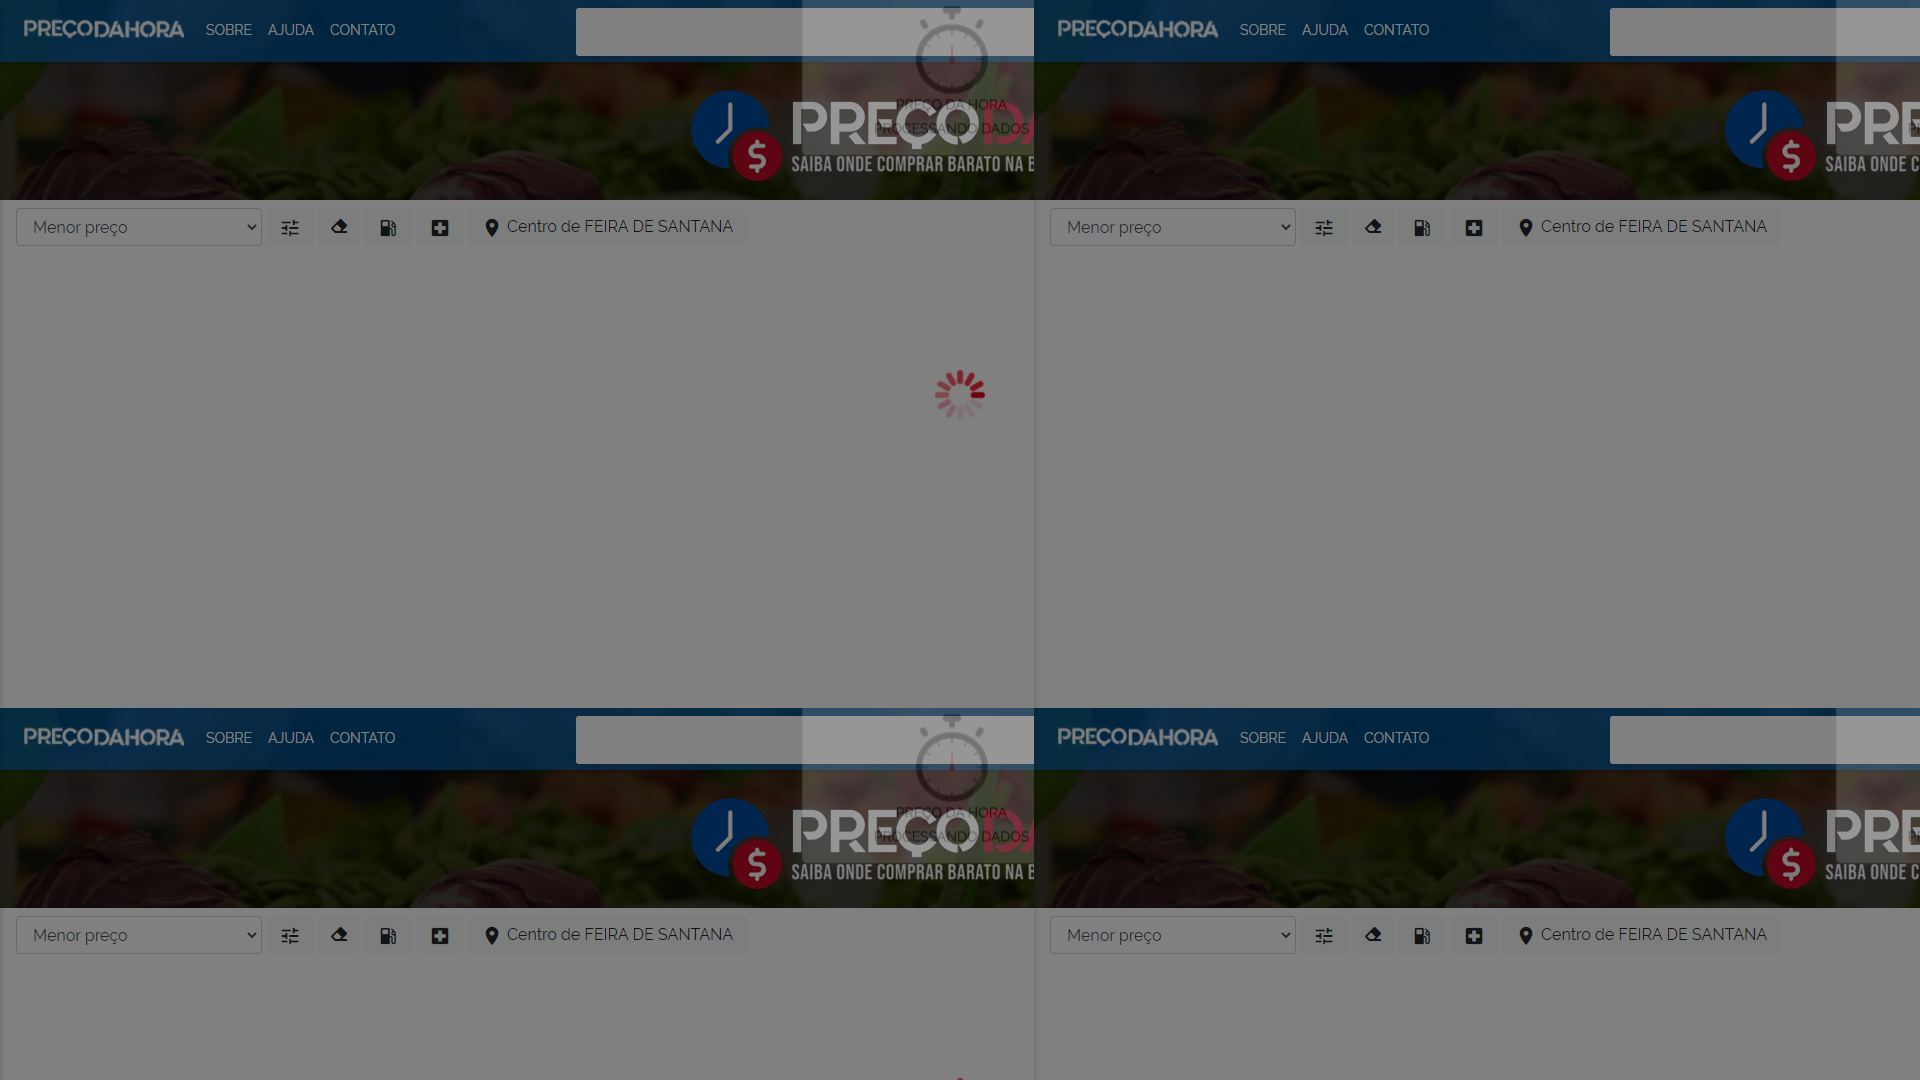 PREÇODAHORA SOBRE AJUDA CONTATO
PREÇODAHORA SOBRE AJUDA CONTATO
PREÇO DA HORA
PROCESSANDO DADOS
PREÇODA
SAIBA ONDE COMPRAR BARATO NA B
PRE
SAIBA ONDE C
Menor preço Centro de FEIRA DE SANTANA
Menor preço Centro de FEIRA DE SANTANA
PREÇODAHORA SOBRE AJUDA CONTATO
PREÇODAHORA SOBRE AJUDA CONTATO
PREÇO DA HORA
PROCESSANDO DADOS
PREÇODA
SAIBA ONDE COMPRAR BARATO NA B
PRE
SAIBA ONDE C
Menor preço Centro de FEIRA DE SANTANA
Menor preço Centro de FEIRA DE SANTANA